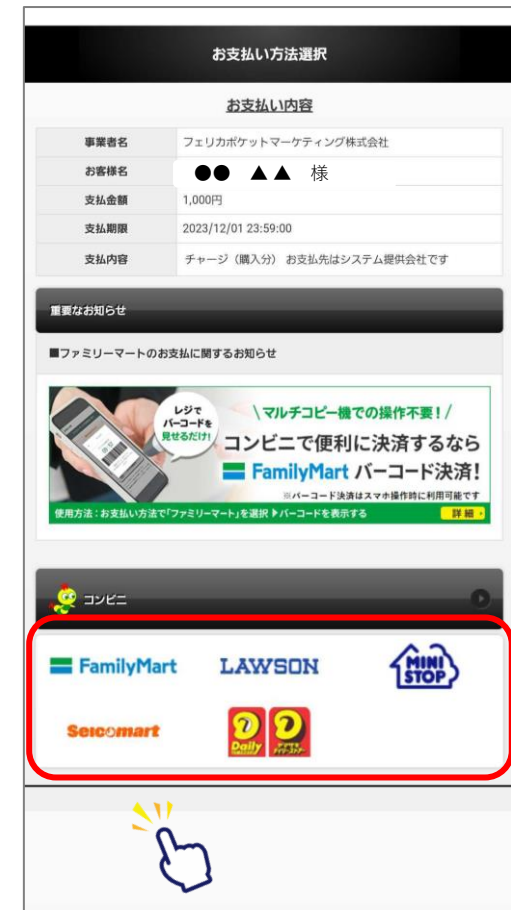 お支払い方法選択
お支払い内容
事業者名 フェリカポケットマーケティング株式会社
お客様名 ●● ▲▲ 様
支払金額 1,000円
支払期限 2023/12/01 23:59:00
支払内容 チャージ（購入分） お支払先はシステム提供会社です
重要なお知らせ
■ファミリーマートのお支払に関するお知らせ
レジで
バーコードを
見せるだけ!
\マルチコピー機での操作不要!/
コンビニで便利に決済するなら
FamilyMart バーコード決済!
※バーコード決済はスマホ操作時に利用可能です
使用方法：お支払い方法で「ファミリーマート」を選択▶バーコードを表示する
詳細
コンビニ
FamilyMart
LAWSON
MINI
STOP
Seicomart
Daily